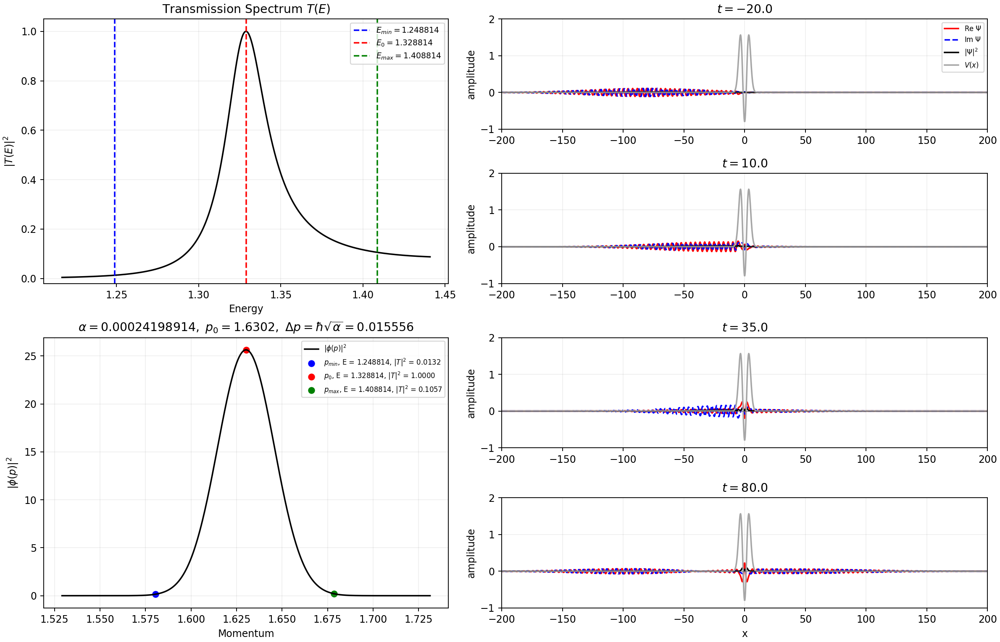 Transmission Spectrum T(E)
|T(E)|²
1.0
0.8
0.6
0.4
0.2
0.0
E_min = 1.248814
E_0 = 1.328814
E_max = 1.408814
1.25 1.30 1.35 1.40 1.45
Energy
α = 0.00024198914, p_0 = 1.6302, Δp = ħ√α = 0.015556
|ϕ(p)|²
25
20
15
10
5
0
|ϕ(p)|²
p_min, E = 1.248814, |T|² = 0.0132
p_0, E = 1.328814, |T|² = 1.0000
p_max, E = 1.408814, |T|² = 0.1057
1.525 1.550 1.575 1.600 1.625 1.650 1.675 1.700 1.725
Momentum
t = −20.0
amplitude
2
1
0
−1
Re Ψ
Im Ψ
|Ψ|²
V(x)
−200 −150 −100 −50 0 50 100 150 200
t = 10.0
amplitude
2
1
0
−1
−200 −150 −100 −50 0 50 100 150 200
t = 35.0
amplitude
2
1
0
−1
−200 −150 −100 −50 0 50 100 150 200
t = 80.0
amplitude
2
1
0
−1
−200 −150 −100 −50 0 50 100 150 200
x